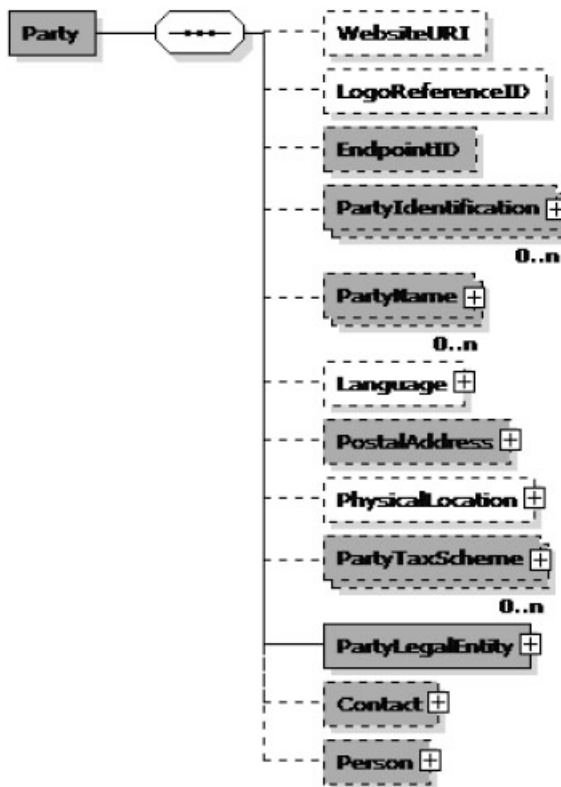 Party
WebsiteURI
LogoReferenceID
EndpointID
PartyIdentification
0..n
PartyName
0..n
Language
PostalAddress
PhysicalLocation
PartyTaxScheme
0..n
PartyLegalEntity
Contact
Person